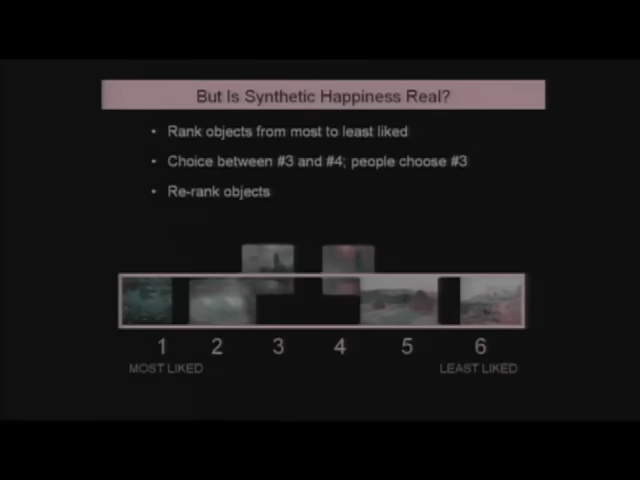 But Is Synthetic Happiness Real?
• Rank objects from most to least liked
• Choice between #3 and #4; people choose #3
• Re-rank objects
1 2 3 4 5 6
MOST LIKED LEAST LIKED